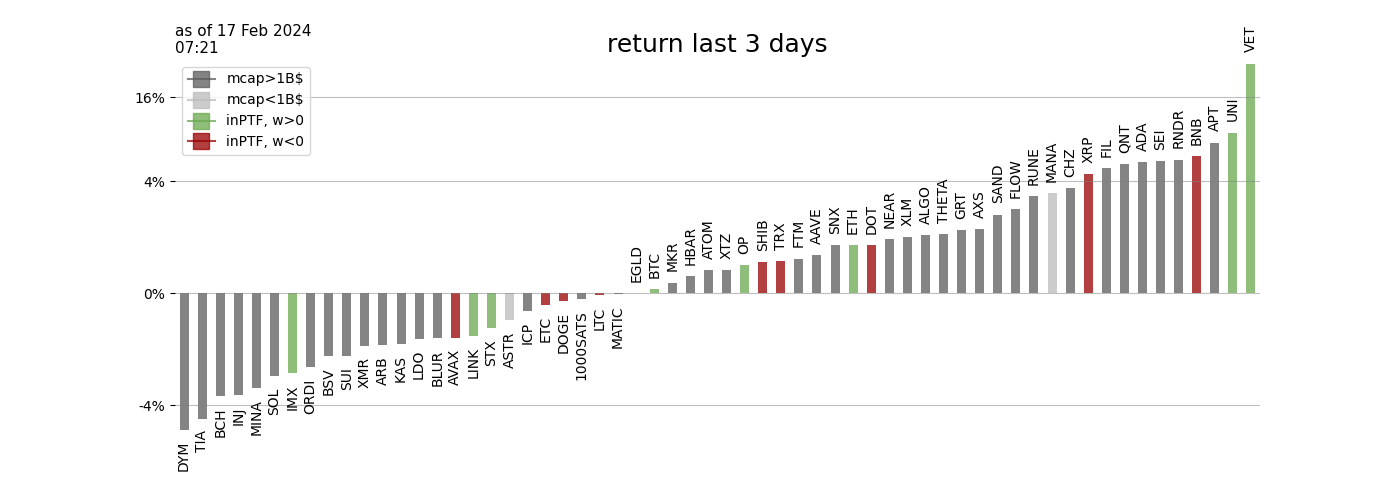 as of 17 Feb 2024
07:21
return last 3 days
mcap>1B$
mcap<1B$
inPTF, w>0
inPTF, w<0
16%
4%
0%
-4%
DYM
TIA
BCH
INJ
MINA
SOL
IMX
ORDI
BSV
SUI
XMR
ARB
KAS
LDO
BLUR
AVAX
LINK
STX
ASTR
ICP
ETC
DOGE
1000SATS
LTC
MATIC
EGLD
BTC
MKR
HBAR
ATOM
XTZ
OP
SHIB
TRX
FTM
AAVE
SNX
ETH
DOT
NEAR
XLM
ALGO
THETA
GRT
AXS
SAND
FLOW
RUNE
MANA
CHZ
XRP
FIL
QNT
ADA
SEI
RNDR
BNB
APT
UNI
VET